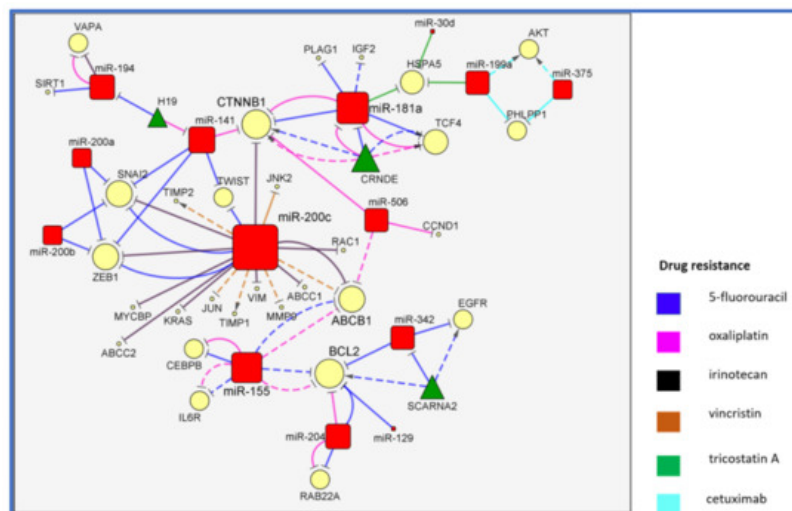 VAPA
miR-30d
AKT
PLAG1
IGF2
miR-194
HSPA5
miR-199a
miR-375
SIRT1
H19
CTNNB1
miR-181a
miR-141
TCF4
PHLPP1
miR-200a
SNAI2
TWIST
JNK2
CRNDE
TIMP2
miR-506
miR-200c
CCND1
miR-200b
RAC1
ZEB1
VIM
ABCC1
EGFR
MYCBP
KRAS
JUN
TIMP1
MMP9
ABCB1
miR-342
ABCC2
BCL2
CEBPB
miR-155
SCARNA2
IL6R
miR-204
miR-129
RAB22A
Drug resistance
5-fluorouracil
oxaliplatin
irinotecan
vincristin
tricostatin A
cetuximab